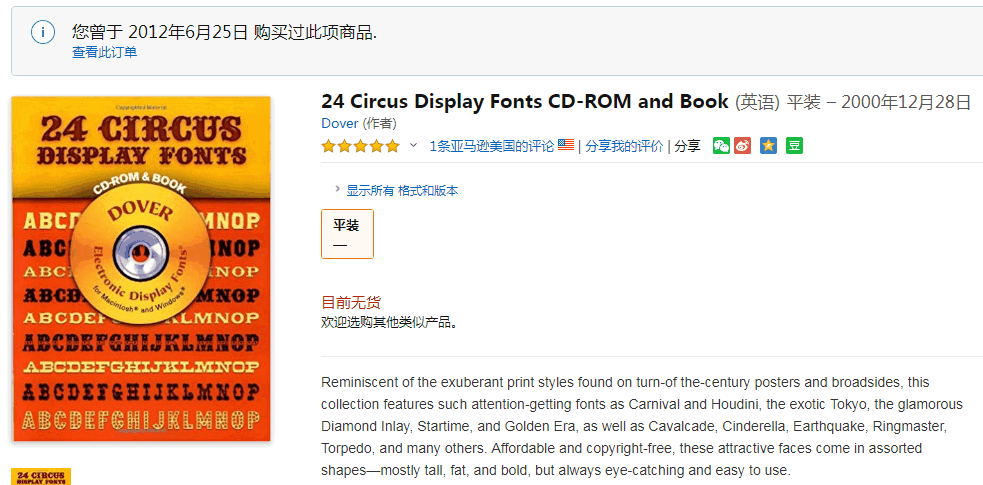 您曾于 2012年6月25日 购买过此项商品.
查看此订单
24 CIRCUS
DISPLAY FONTS
CD-ROM & BOOK
DOVER
Electronic Display Fonts®
for Macintosh® and Windows®
ABCD
MNOP
ABC
NOP
ABCD
MNOP
ABCDE
MNOP
ABCDEF
KLMNOP
ABCDEFGHIJKLMNOP
ABCDEFGHIJKLMNOP
ABCDEFGHIJKLMNOP
ABCDEFGHIJKLMNOP
24 CIRCUS
DISPLAY FONTS
24 Circus Display Fonts CD-ROM and Book (英语) 平装 – 2000年12月28日
Dover (作者)
1条亚马逊美国的评论 | 分享我的评价 | 分享
豆
显示所有 格式和版本
平装
—
目前无货
欢迎选购其他类似产品。
Reminiscent of the exuberant print styles found on turn-of the-century posters and broadsides, this
collection features such attention-getting fonts as Carnival and Houdini, the exotic Tokyo, the glamorous
Diamond Inlay, Startime, and Golden Era, as well as Cavalcade, Cinderella, Earthquake, Ringmaster,
Torpedo, and many others. Affordable and copyright-free, these attractive faces come in assorted
shapes—mostly tall, fat, and bold, but always eye-catching and easy to use.